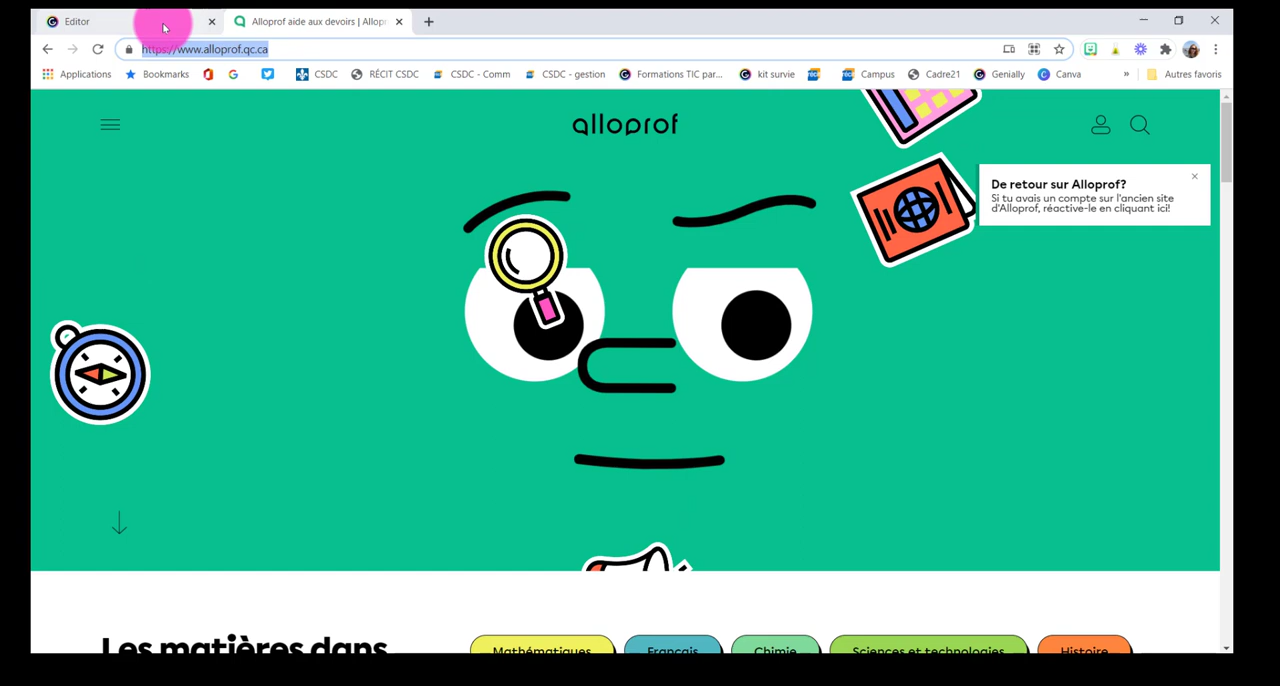 Editor
Alloprof aide aux devoirs | Allopr
https://www.alloprof.qc.ca
Applications
Bookmarks
CSDC
RÉCIT CSDC
CSDC - Comm
CSDC - gestion
Formations TIC par...
kit survie
Campus
Cadre21
Genially
Canva
»
Autres favoris
alloprof
De retour sur Alloprof?
Si tu avais un compte sur l'ancien site
d'Alloprof, réactive-le en cliquant ici!
Les matières dans
Mathématiques
Français
Chimie
Sciences et technologies
Histoire